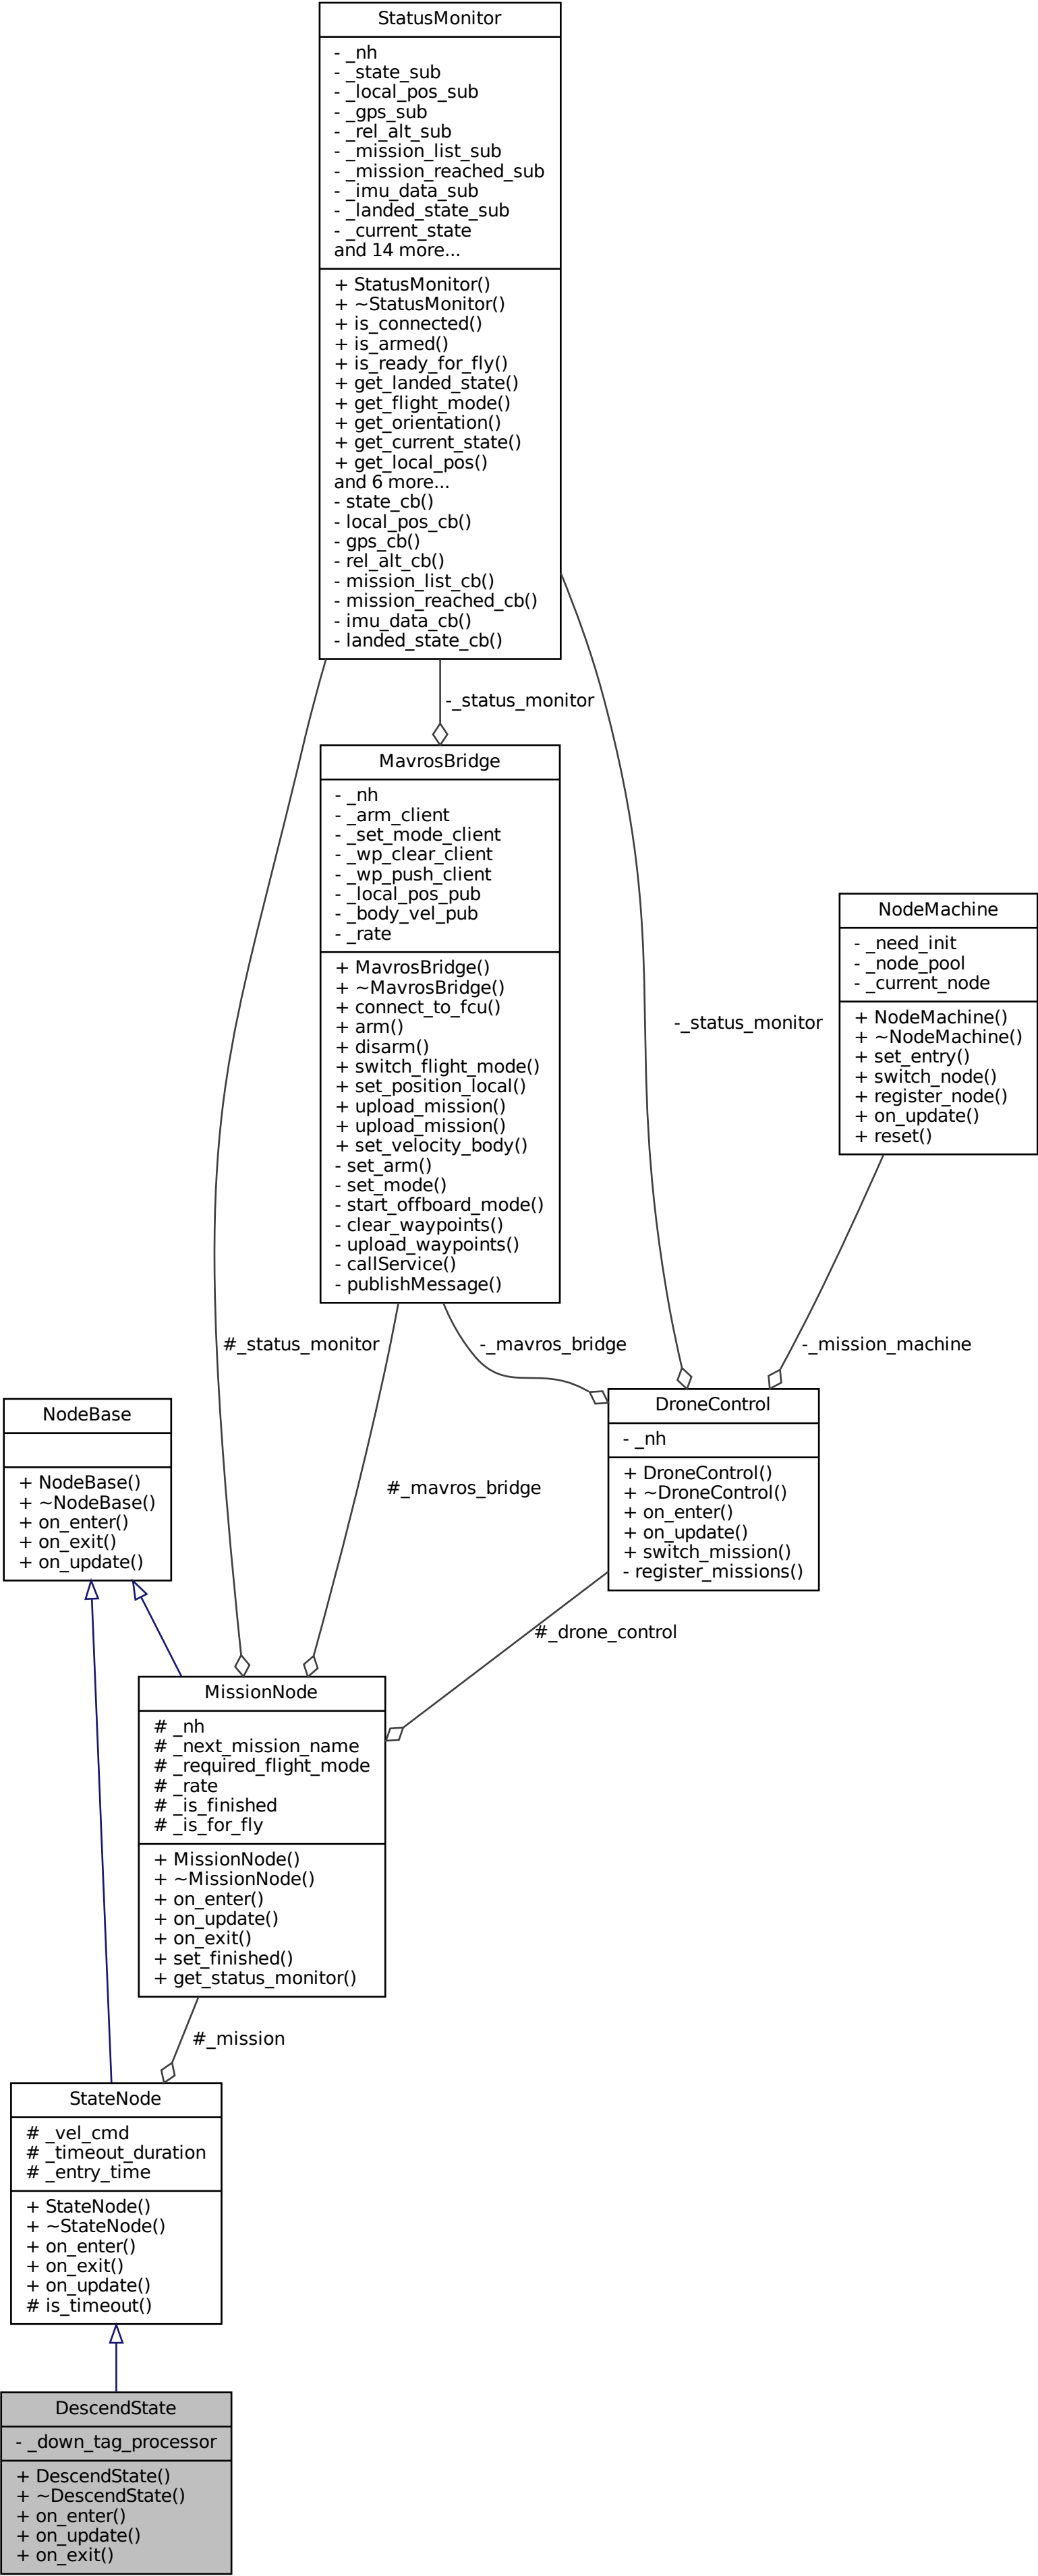 StatusMonitor
- _nh
- _state_sub
- _local_pos_sub
- _gps_sub
- _rel_alt_sub
- _mission_list_sub
- _mission_reached_sub
- _imu_data_sub
- _landed_state_sub
- _current_state
and 14 more...
+ StatusMonitor()
+ ~StatusMonitor()
+ is_connected()
+ is_armed()
+ is_ready_for_fly()
+ get_landed_state()
+ get_flight_mode()
+ get_orientation()
+ get_current_state()
+ get_local_pos()
and 6 more...
- state_cb()
- local_pos_cb()
- gps_cb()
- rel_alt_cb()
- mission_list_cb()
- mission_reached_cb()
- imu_data_cb()
- landed_state_cb()
-_status_monitor
MavrosBridge
- _nh
- _arm_client
- _set_mode_client
- _wp_clear_client
- _wp_push_client
- _local_pos_pub
- _body_vel_pub
- _rate
+ MavrosBridge()
+ ~MavrosBridge()
+ connect_to_fcu()
+ arm()
+ disarm()
+ switch_flight_mode()
+ set_position_local()
+ upload_mission()
+ upload_mission()
+ set_velocity_body()
- set_arm()
- set_mode()
- start_offboard_mode()
- clear_waypoints()
- upload_waypoints()
- callService()
- publishMessage()
-_status_monitor
NodeMachine
- _need_init
- _node_pool
- _current_node
+ NodeMachine()
+ ~NodeMachine()
+ set_entry()
+ switch_node()
+ register_node()
+ on_update()
+ reset()
#_status_monitor
-_mavros_bridge
-_mission_machine
NodeBase
+ NodeBase()
+ ~NodeBase()
+ on_enter()
+ on_exit()
+ on_update()
#_mavros_bridge
DroneControl
- _nh
+ DroneControl()
+ ~DroneControl()
+ on_enter()
+ on_update()
+ switch_mission()
- register_missions()
#_drone_control
MissionNode
# _nh
# _next_mission_name
# _required_flight_mode
# _rate
# _is_finished
# _is_for_fly
+ MissionNode()
+ ~MissionNode()
+ on_enter()
+ on_update()
+ on_exit()
+ set_finished()
+ get_status_monitor()
#_mission
StateNode
# _vel_cmd
# _timeout_duration
# _entry_time
+ StateNode()
+ ~StateNode()
+ on_enter()
+ on_exit()
+ on_update()
# is_timeout()
DescendState
- _down_tag_processor
+ DescendState()
+ ~DescendState()
+ on_enter()
+ on_update()
+ on_exit()